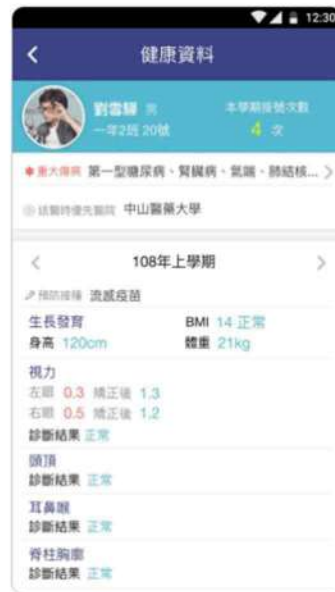 12:30
健康資料
劉雲驊 男 本學期掛號次數
一年2班 20號 4 次
重大傷病 第一型糖尿病、腎臟病、氣喘、肺結核...
送醫時優先醫院 中山醫藥大學
108年上學期
預防接種 流感疫苗
生長發育 BMI 14 正常
身高 120cm 體重 21kg
視力
左眼 0.3 矯正後 1.3
右眼 0.5 矯正後 1.2
診斷結果 正常
頭頂
診斷結果 正常
耳鼻喉
診斷結果 正常
脊柱胸廓
診斷結果 正常